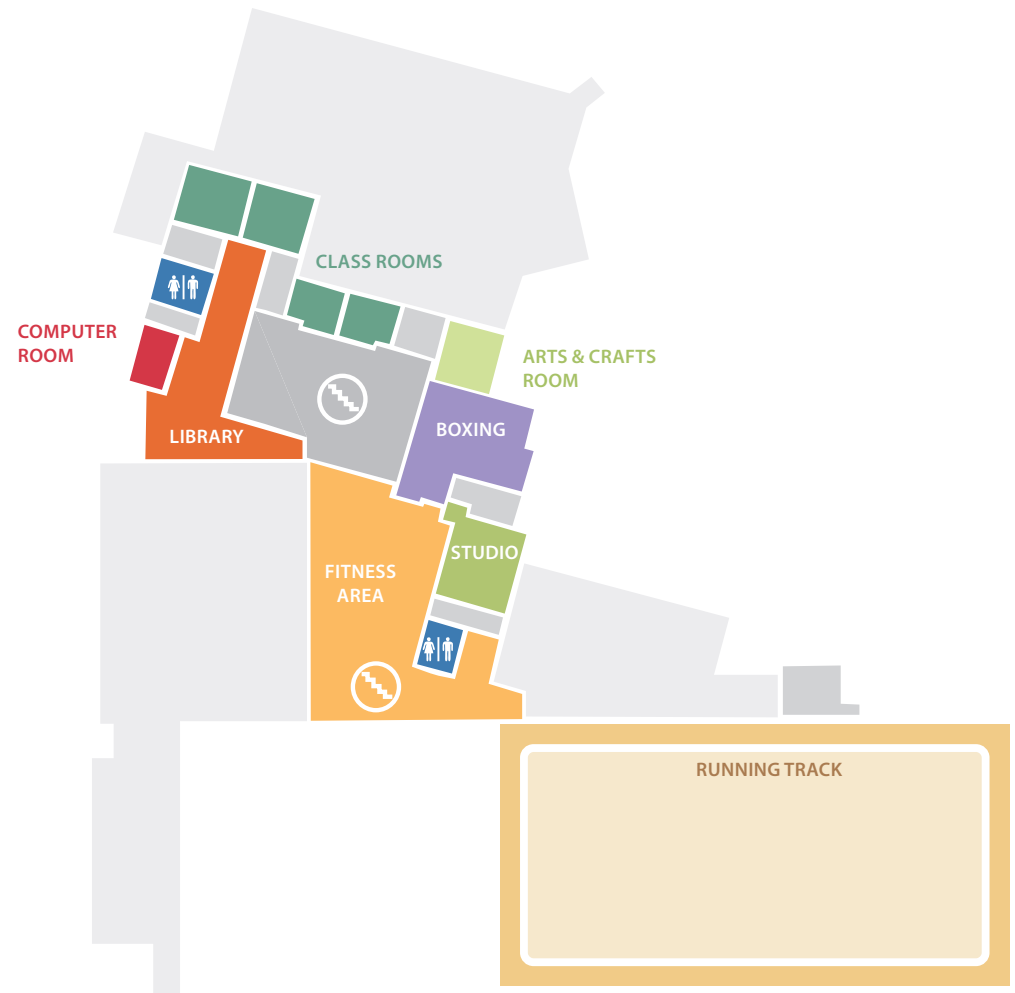 CLASS ROOMS
COMPUTER
ROOM
ARTS & CRAFTS
ROOM
LIBRARY
BOXING
STUDIO
FITNESS
AREA
RUNNING TRACK